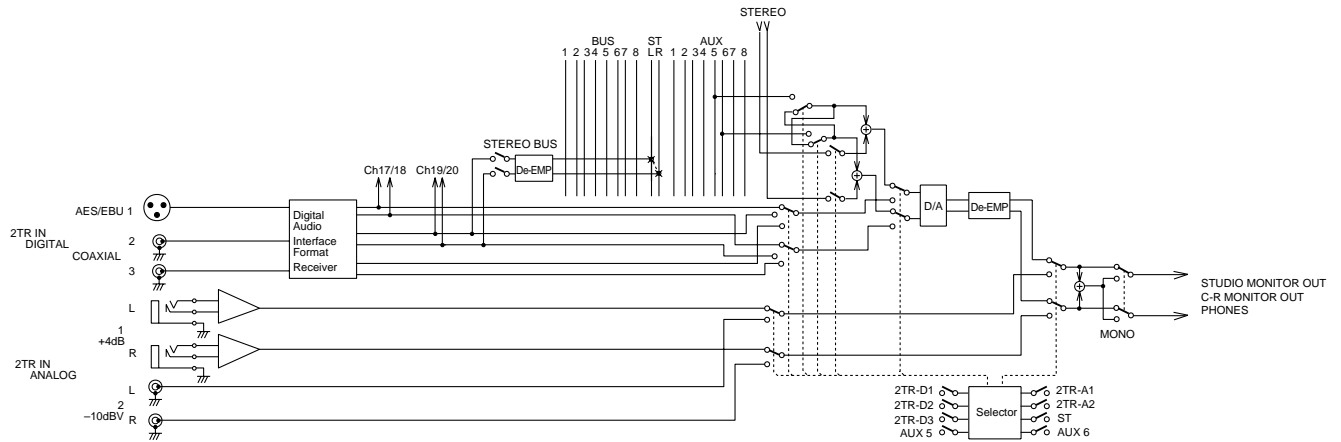 STEREO
BUS ST AUX
1 2 3 4 5 6 7 8 L R 1 2 3 4 5 6 7 8
STEREO BUS
De-EMP
Ch17/18 Ch19/20
AES/EBU 1
2TR IN
DIGITAL
COAXIAL
2
3
Digital
Audio
Interface
Format
Receiver
D/A
De-EMP
L
1
+4dB
R
2TR IN
ANALOG
L
2
–10dBV
R
STUDIO MONITOR OUT
C-R MONITOR OUT
PHONES
MONO
2TR-D1
2TR-D2
2TR-D3
AUX 5
Selector
2TR-A1
2TR-A2
ST
AUX 6